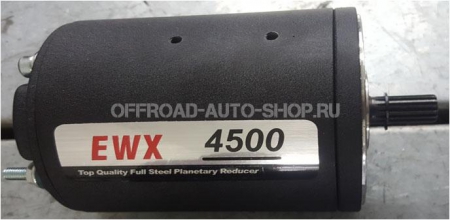 OFFROAD-AUTO-SHOP.RU
EWX 4500
Top Quality Full Steel Planetary Reducer